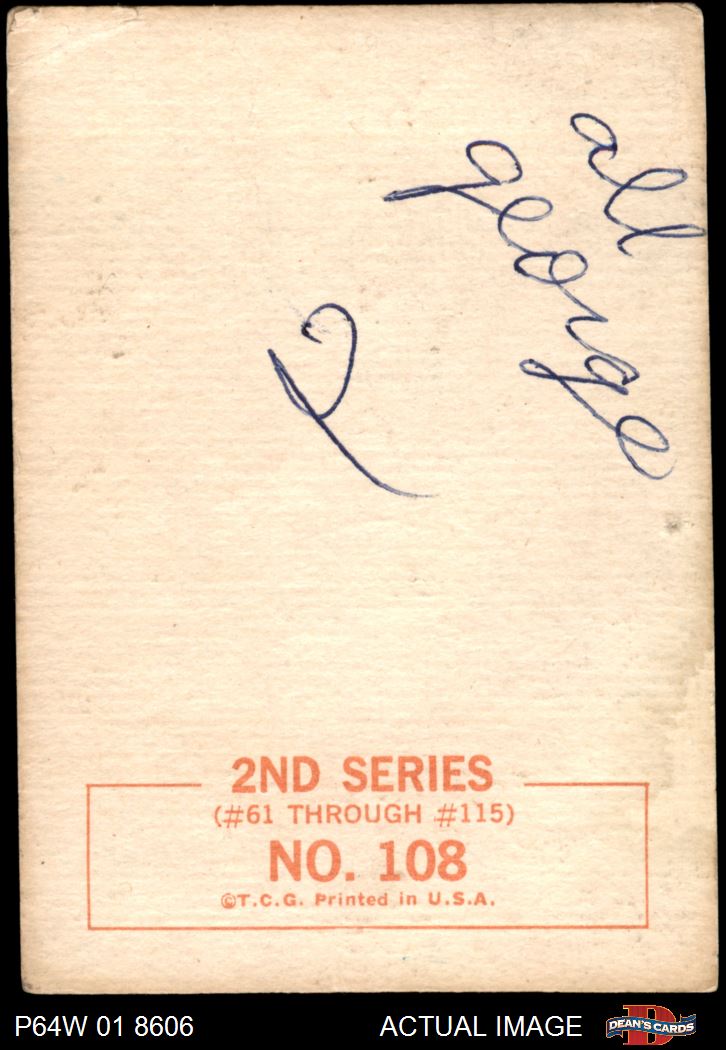 all
george
2ND SERIES
(#61 THROUGH #115)
NO. 108
©T.C.G. Printed in U.S.A.
P64W 01 8606
ACTUAL IMAGE
DEAN'S CARDS